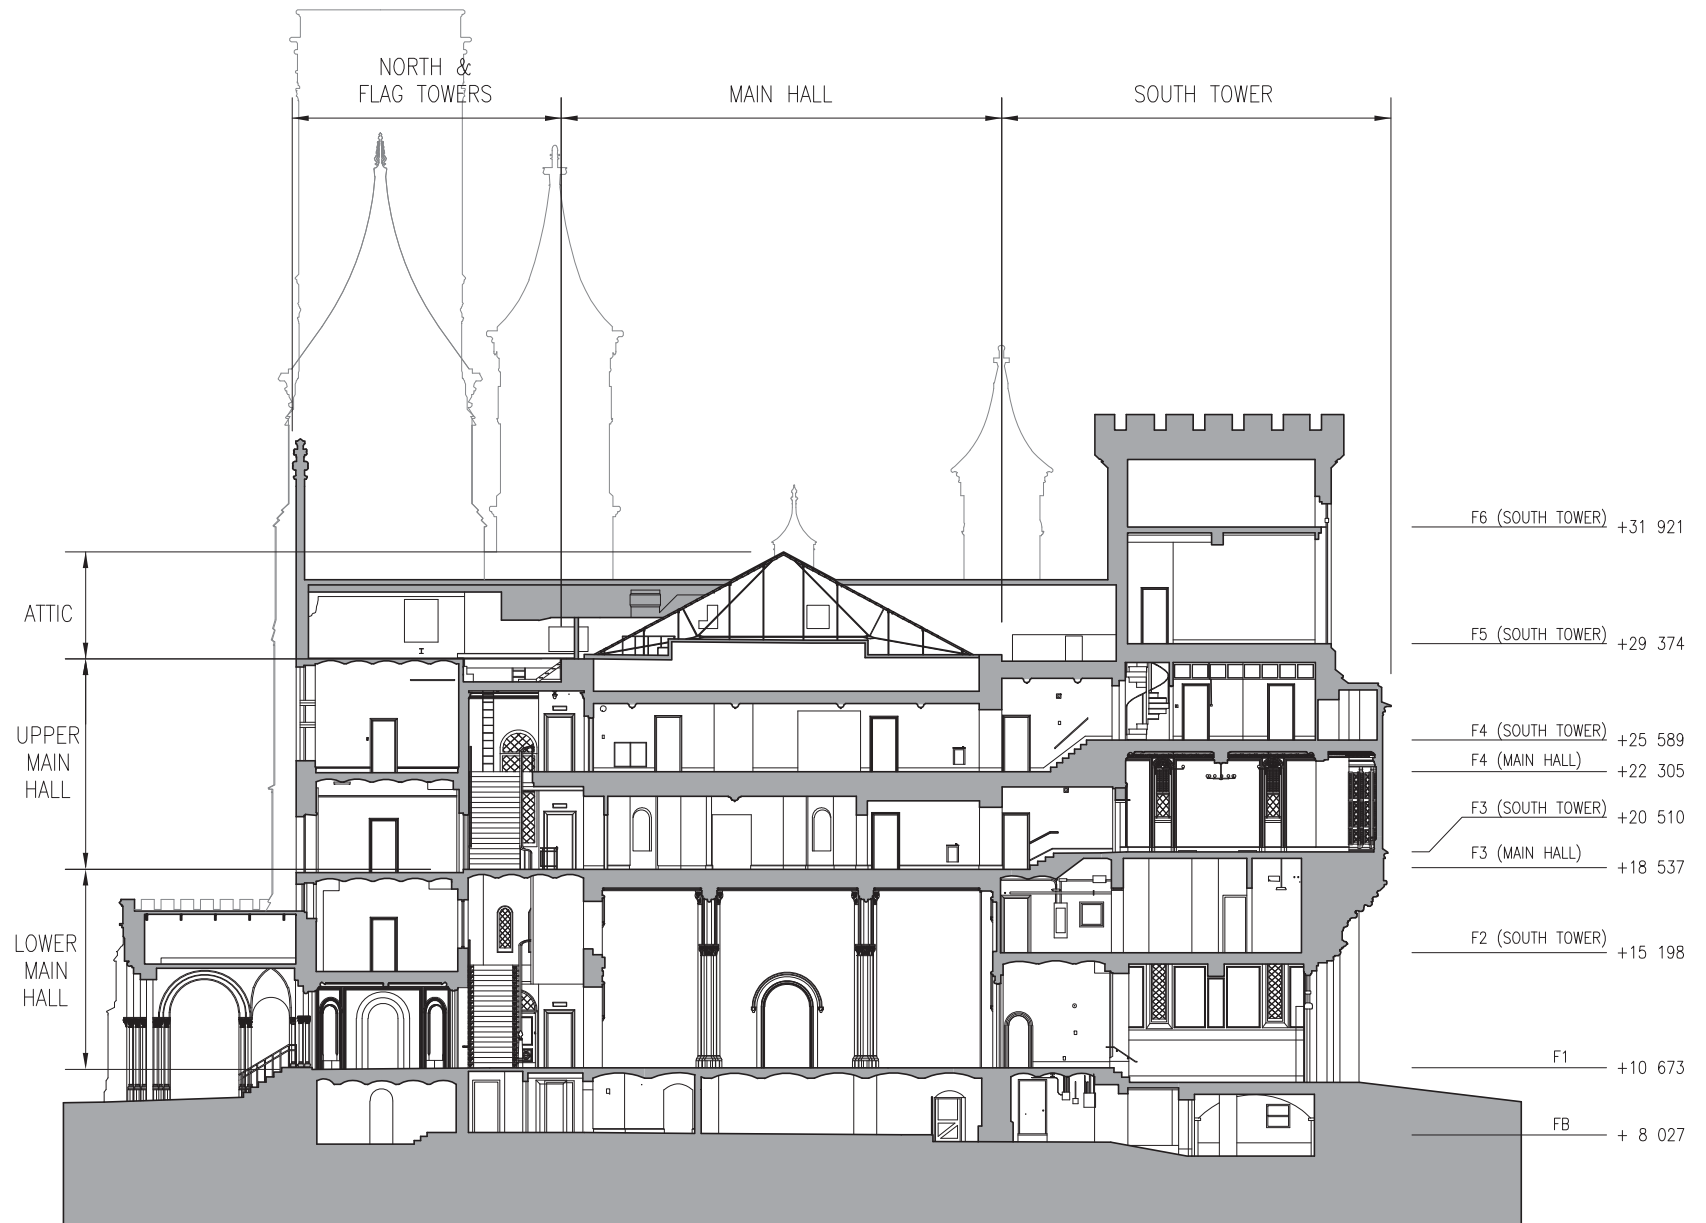 NORTH &
FLAG TOWERS
MAIN HALL
SOUTH TOWER
ATTIC
UPPER
MAIN
HALL
LOWER
MAIN
HALL
F6 (SOUTH TOWER) +31 921
F5 (SOUTH TOWER) +29 374
F4 (SOUTH TOWER) +25 589
F4 (MAIN HALL) +22 305
F3 (SOUTH TOWER) +20 510
F3 (MAIN HALL) +18 537
F2 (SOUTH TOWER) +15 198
F1 +10 673
FB + 8 027